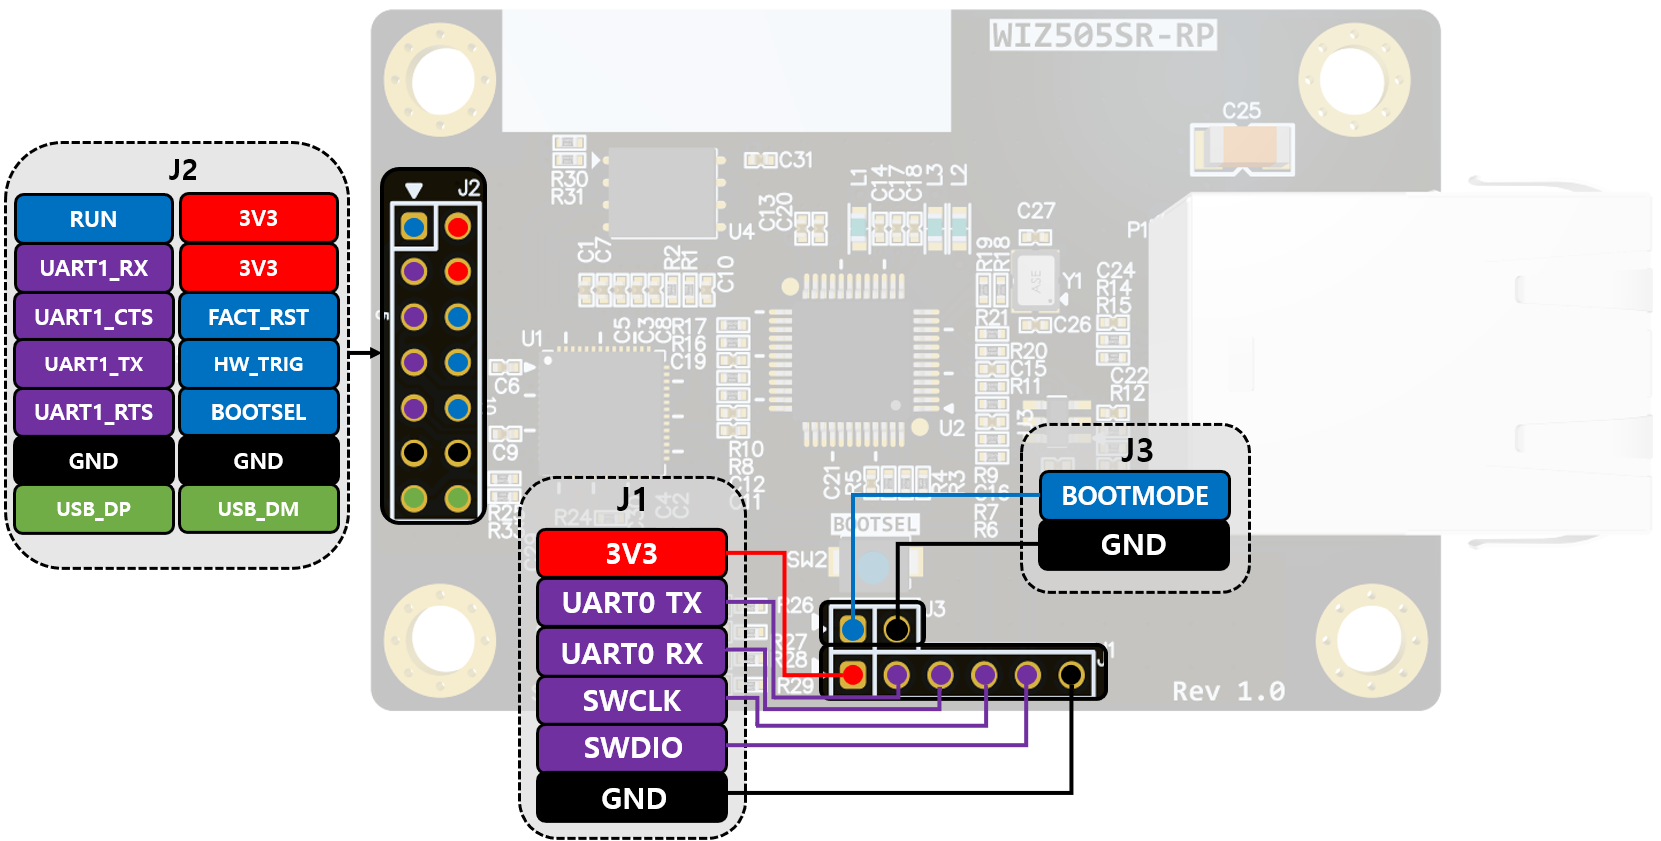 WIZ505SR-RP
C25
J2
RUN 3V3
UART1_RX 3V3
UART1_CTS FACT_RST
UART1_TX HW_TRIG
UART1_RTS BOOTSEL
GND GND
USB_DP USB_DM
J2
R30
R31
C31
U4
C13
C20
L1
C14
C17
C18
L3
L2
C27
P1
C1
C7
R2
R1
C10
R19
R18
ASE
Y1
C24
R14
R15
C26
U1
C5
C3
C8
R17
R16
C19
R21
R20
C15
R11
C22
R12
C6
C9
U2
U3
R10
R8
C12
C11
C21
R5
R4
R3
R9
C16
R7
R6
R24
C4
C2
BOOTSEL
SW2
J3
BOOTMODE
GND
J1
3V3
UART0 TX
UART0 RX
SWCLK
SWDIO
GND
R26
R27
R28
R29
J3
J1
Rev 1.0